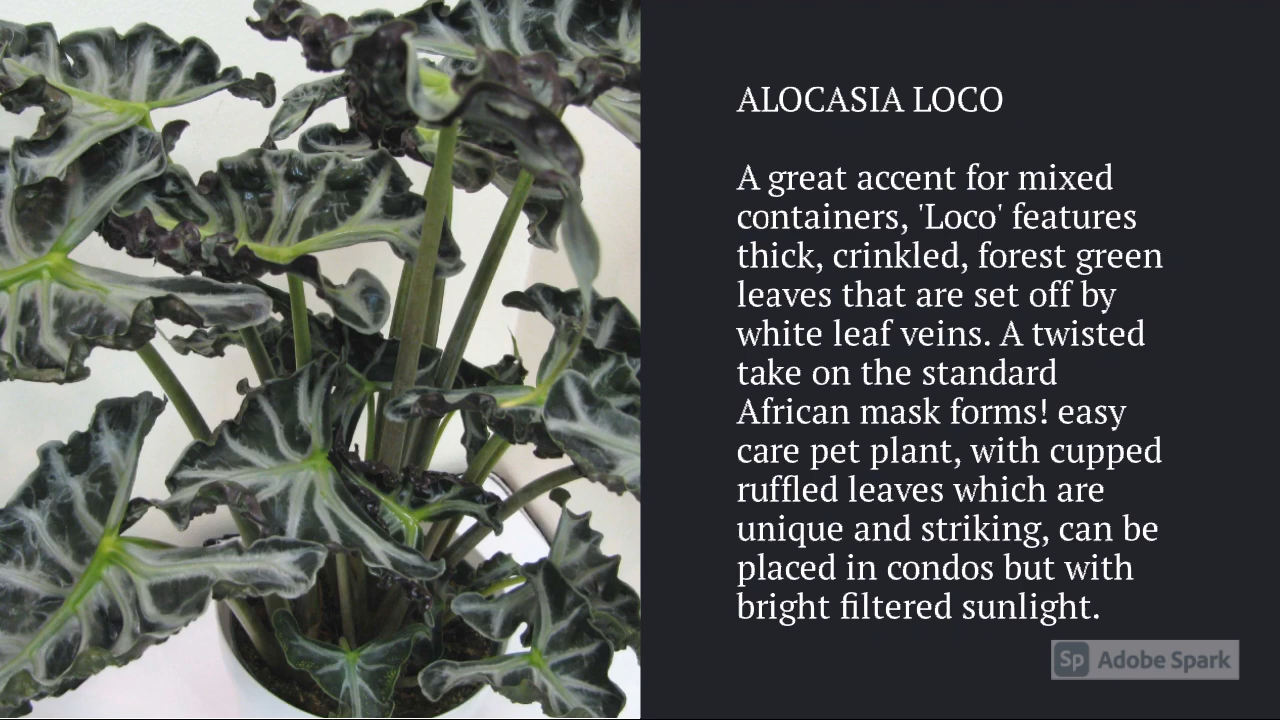 ALOCASIA LOCO
A great accent for mixed
containers, 'Loco' features
thick, crinkled, forest green
leaves that are set off by
white leaf veins. A twisted
take on the standard
African mask forms! easy
care pet plant, with cupped
ruffled leaves which are
unique and striking, can be
placed in condos but with
bright filtered sunlight.
Sp Adobe Spark